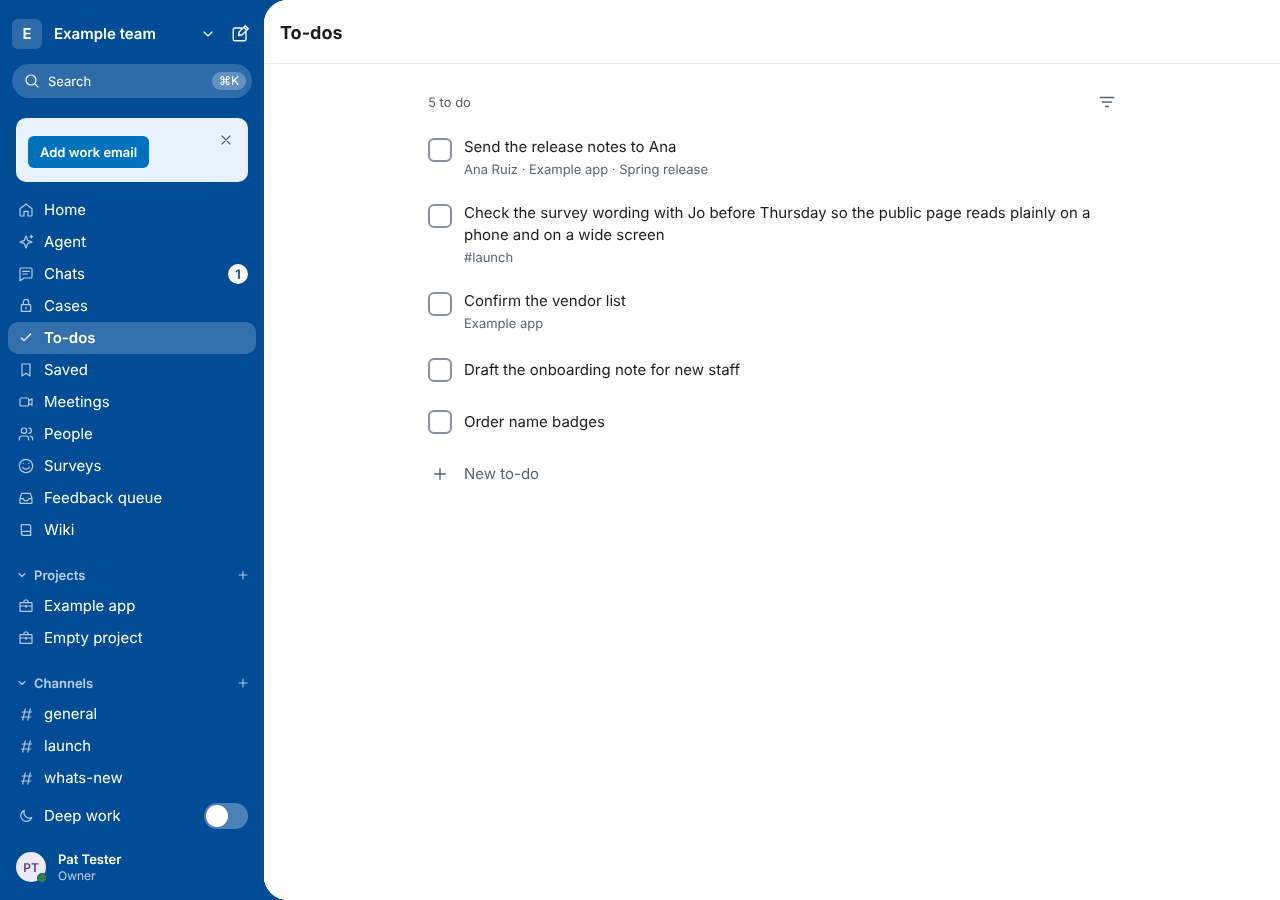 E
Example team
Search
⌘K
Add work email
Home
Agent
Chats
1
Cases
To-dos
Saved
Meetings
People
Surveys
Feedback queue
Wiki
Projects
Example app
Empty project
Channels
general
launch
whats-new
Deep work
PT
Pat Tester
Owner
To-dos
5 to do
Send the release notes to Ana
Ana Ruiz · Example app · Spring release
Check the survey wording with Jo before Thursday so the public page reads plainly on a
phone and on a wide screen
#launch
Confirm the vendor list
Example app
Draft the onboarding note for new staff
Order name badges
New to-do